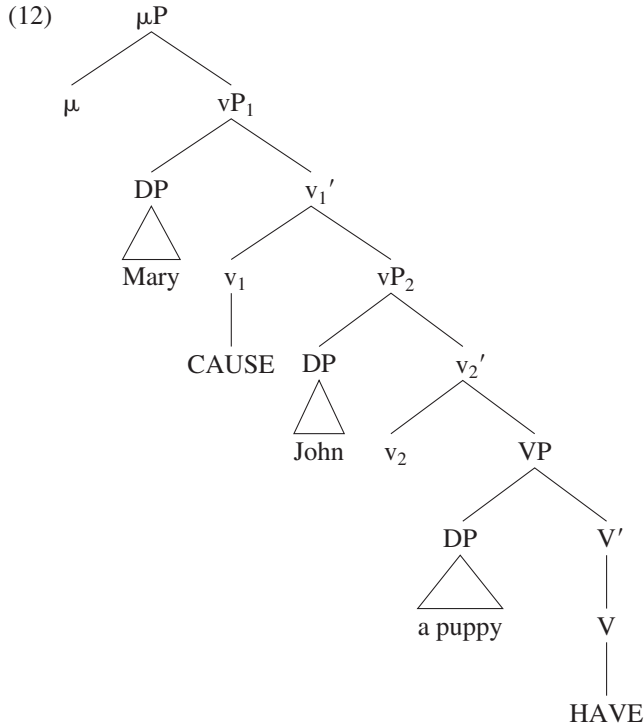 (12) μP
μ vP₁
DP v₁′
Mary v₁ vP₂
CAUSE DP v₂′
John v₂ VP
DP V′
a puppy V
HAVE